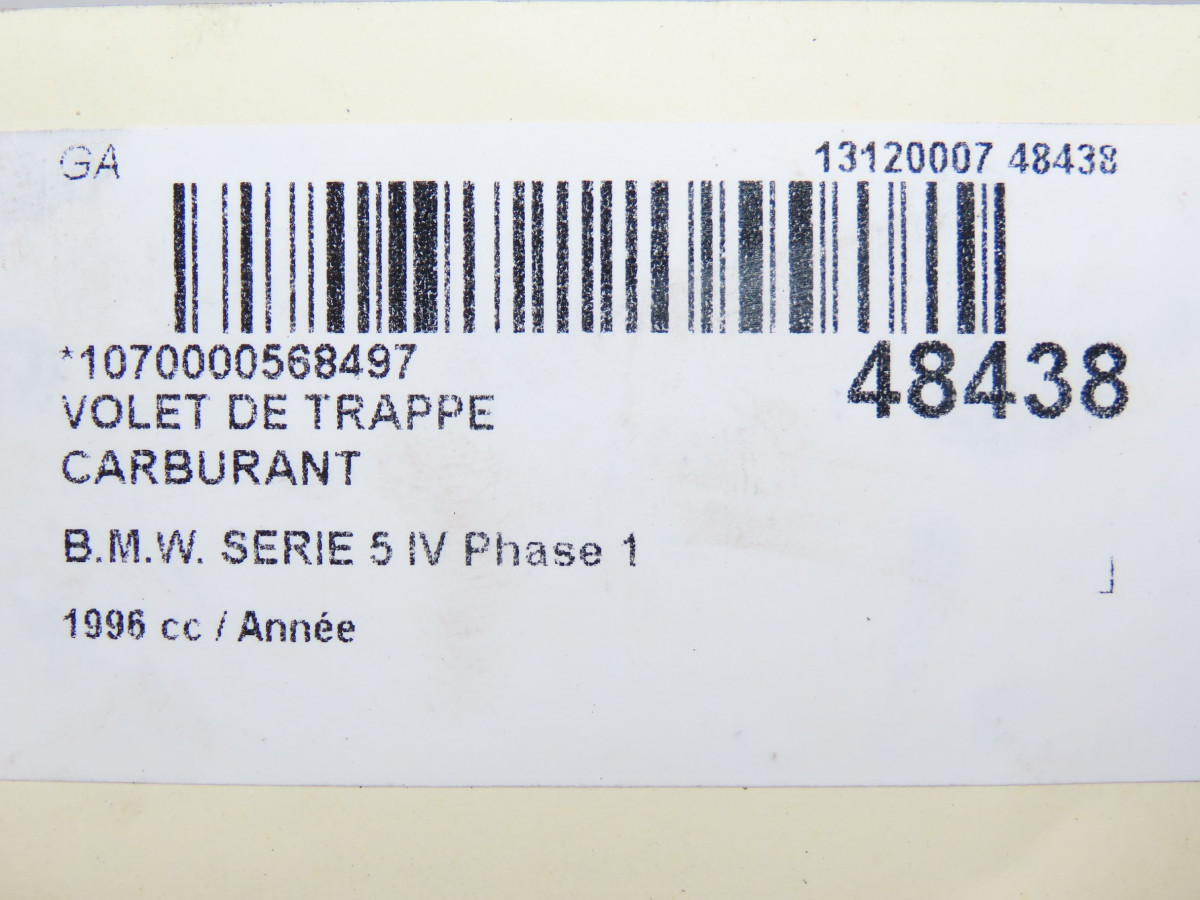 GA
13120007 48438
*1070000568497
48438
VOLET DE TRAPPE
CARBURANT
B.M.W. SERIE 5 IV Phase 1
1996 cc / Année